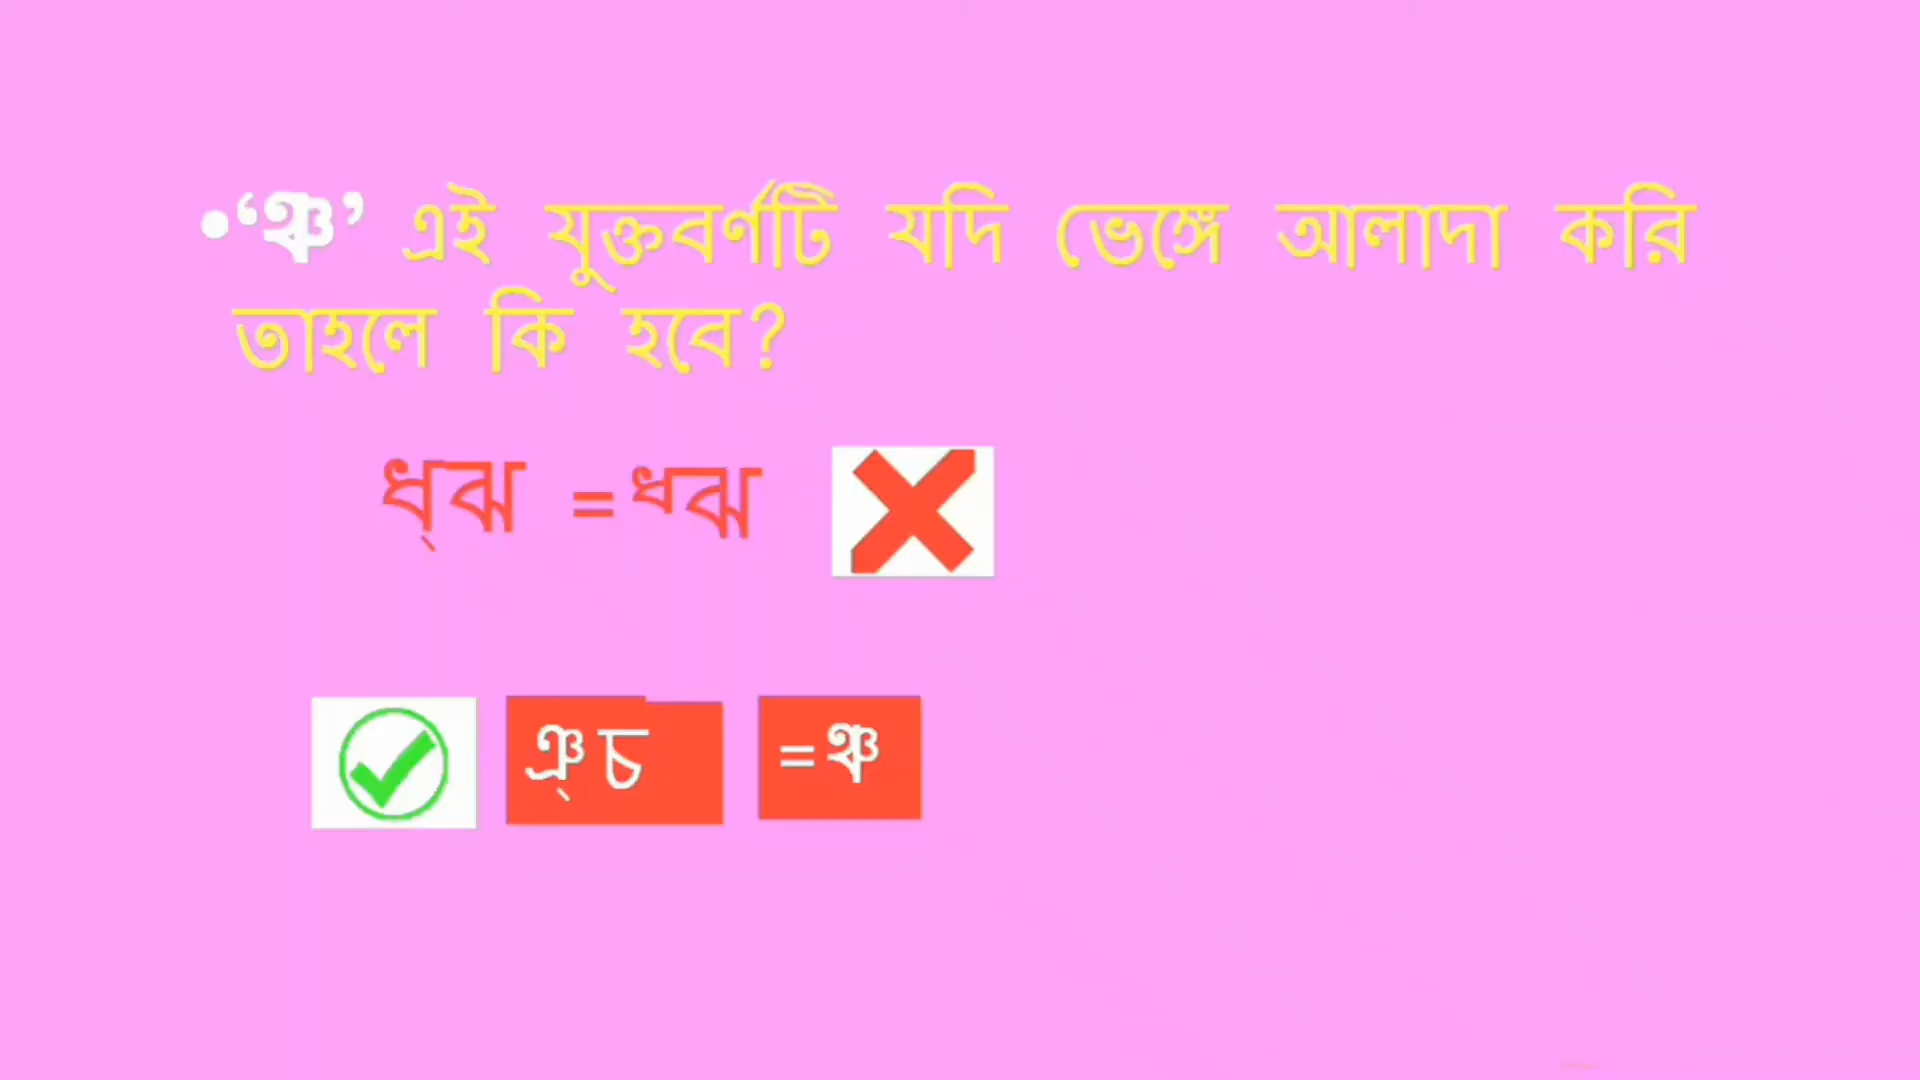 •‘ঞ্চ’ এই যুক্তবর্ণটি যদি ভেঙ্গে আলাদা করি
তাহলে কি হবে?
ধ্‌ঝ =ধ্ঝ
ঞ্‌চ =ঞ্চ